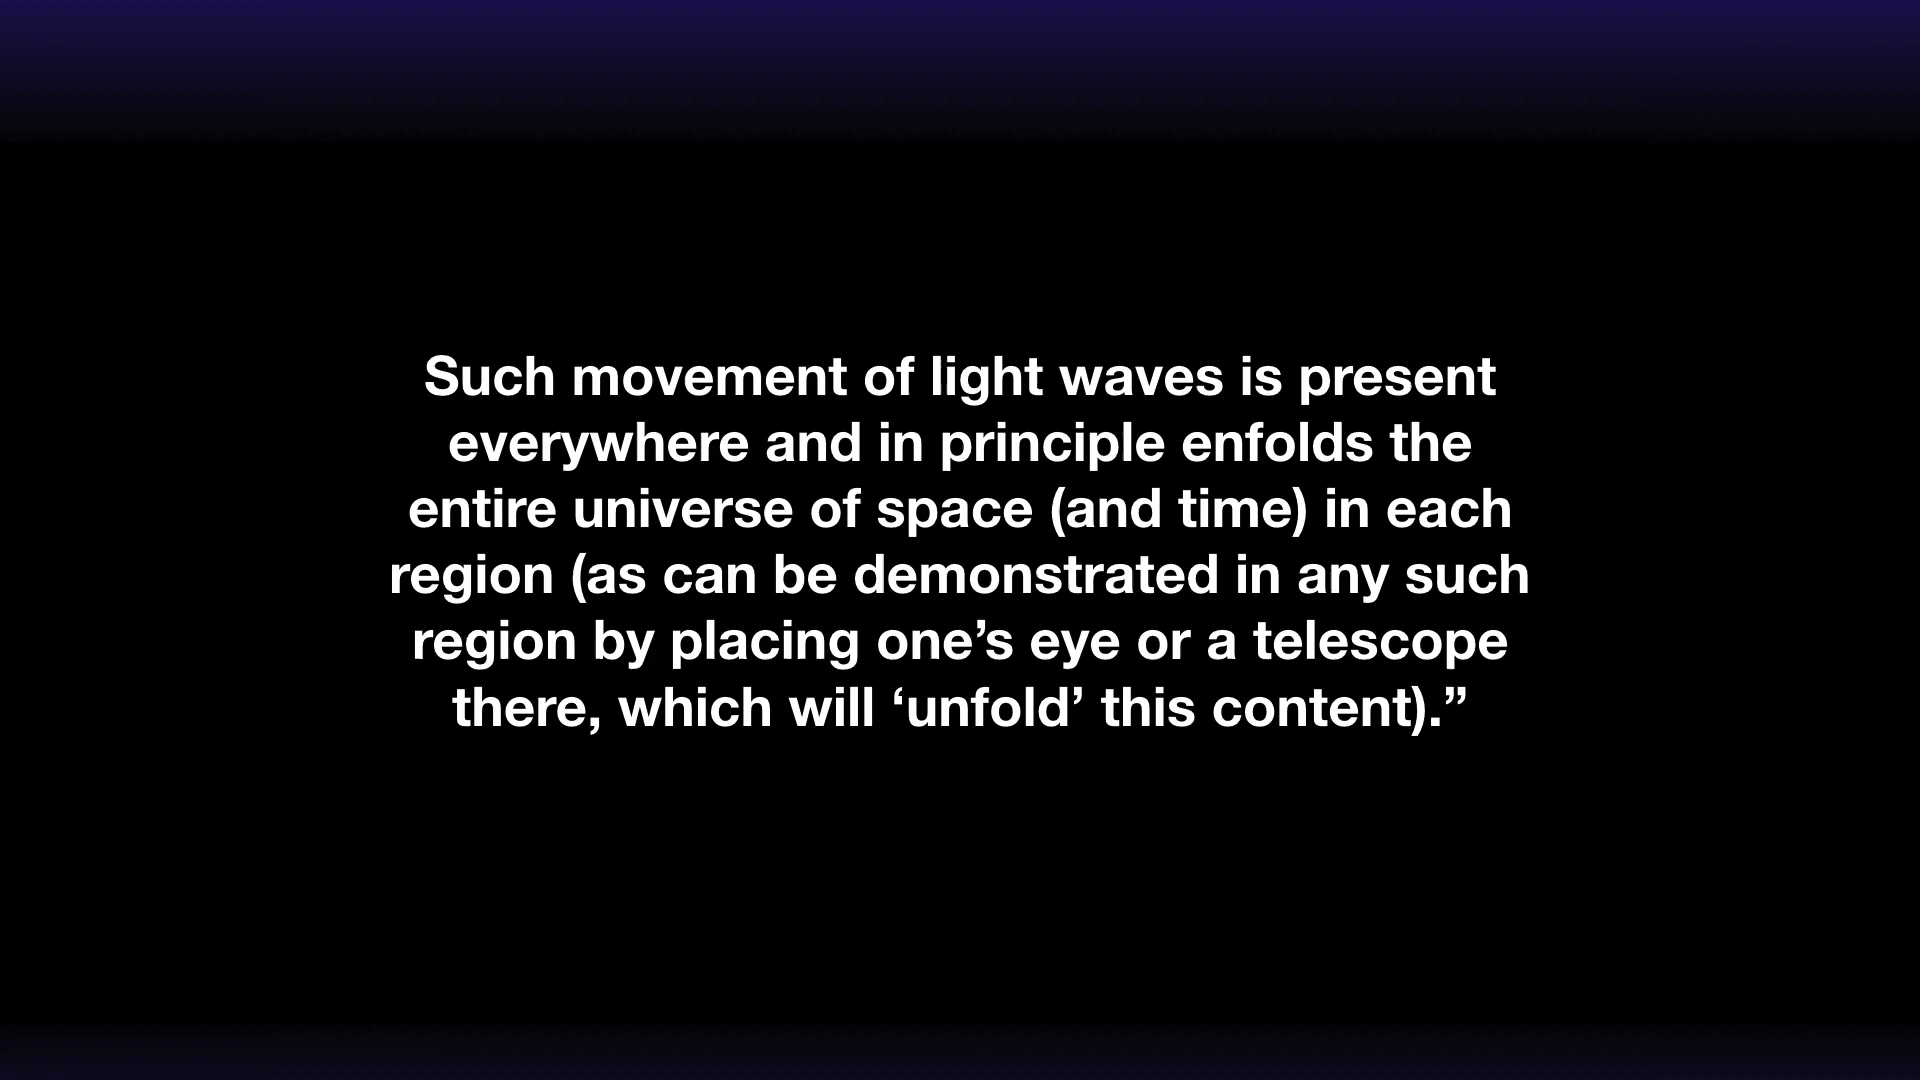 Such movement of light waves is present
everywhere and in principle enfolds the
entire universe of space (and time) in each
region (as can be demonstrated in any such
region by placing one’s eye or a telescope
there, which will ‘unfold’ this content).”